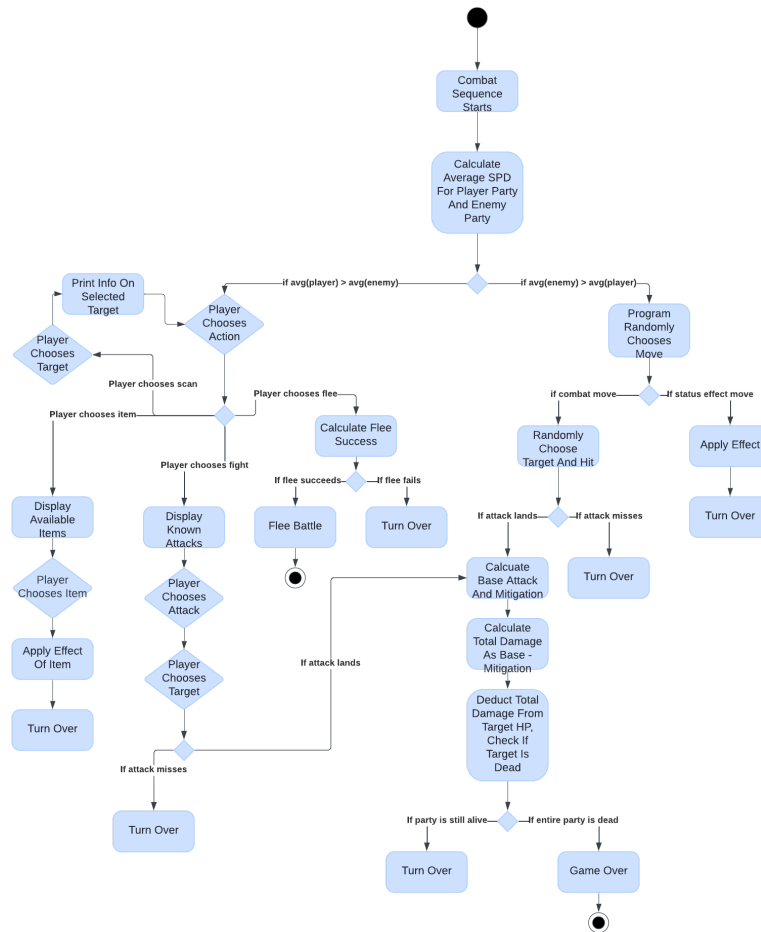 Combat
Sequence
Starts
Calculate
Average SPD
For Player Party
And Enemy
Party
if avg(player) > avg(enemy)
if avg(enemy) > avg(player)
Print Info On
Selected
Target
Player
Chooses
Action
Program
Randomly
Chooses
Move
Player
Chooses
Target
Player chooses scan
Player chooses flee
if combat move
If status effect move
Player chooses item
Calculate Flee
Success
Randomly
Choose
Target And Hit
Apply Effect
Player chooses fight
If flee succeeds
If flee fails
Display
Available
Items
Display
Known
Attacks
Flee Battle
Turn Over
If attack lands
If attack misses
Turn Over
Player
Chooses Item
Player
Chooses
Attack
Calcuate
Base Attack
And Mitigation
Turn Over
Apply Effect
Of Item
Player
Chooses
Target
If attack lands
Calculate
Total Damage
As Base -
Mitigation
Turn Over
Deduct Total
Damage From
Target HP,
Check If
Target Is
Dead
If attack misses
Turn Over
If party is still alive
If entire party is dead
Turn Over
Game Over